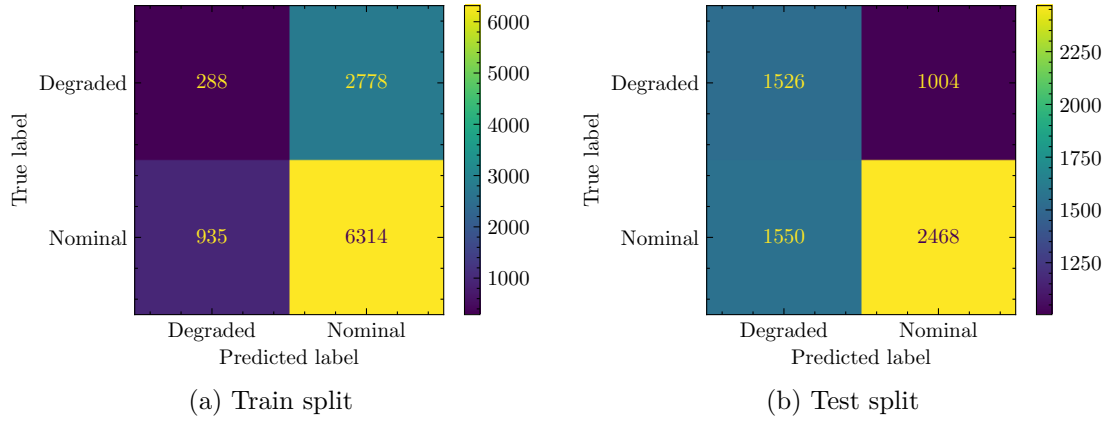 Degraded
Nominal
True label
288
2778
935
6314
Degraded
Nominal
Predicted label
6000
5000
4000
3000
2000
1000
(a) Train split
Degraded
Nominal
True label
1526
1004
1550
2468
Degraded
Nominal
Predicted label
2250
2000
1750
1500
1250
(b) Test split